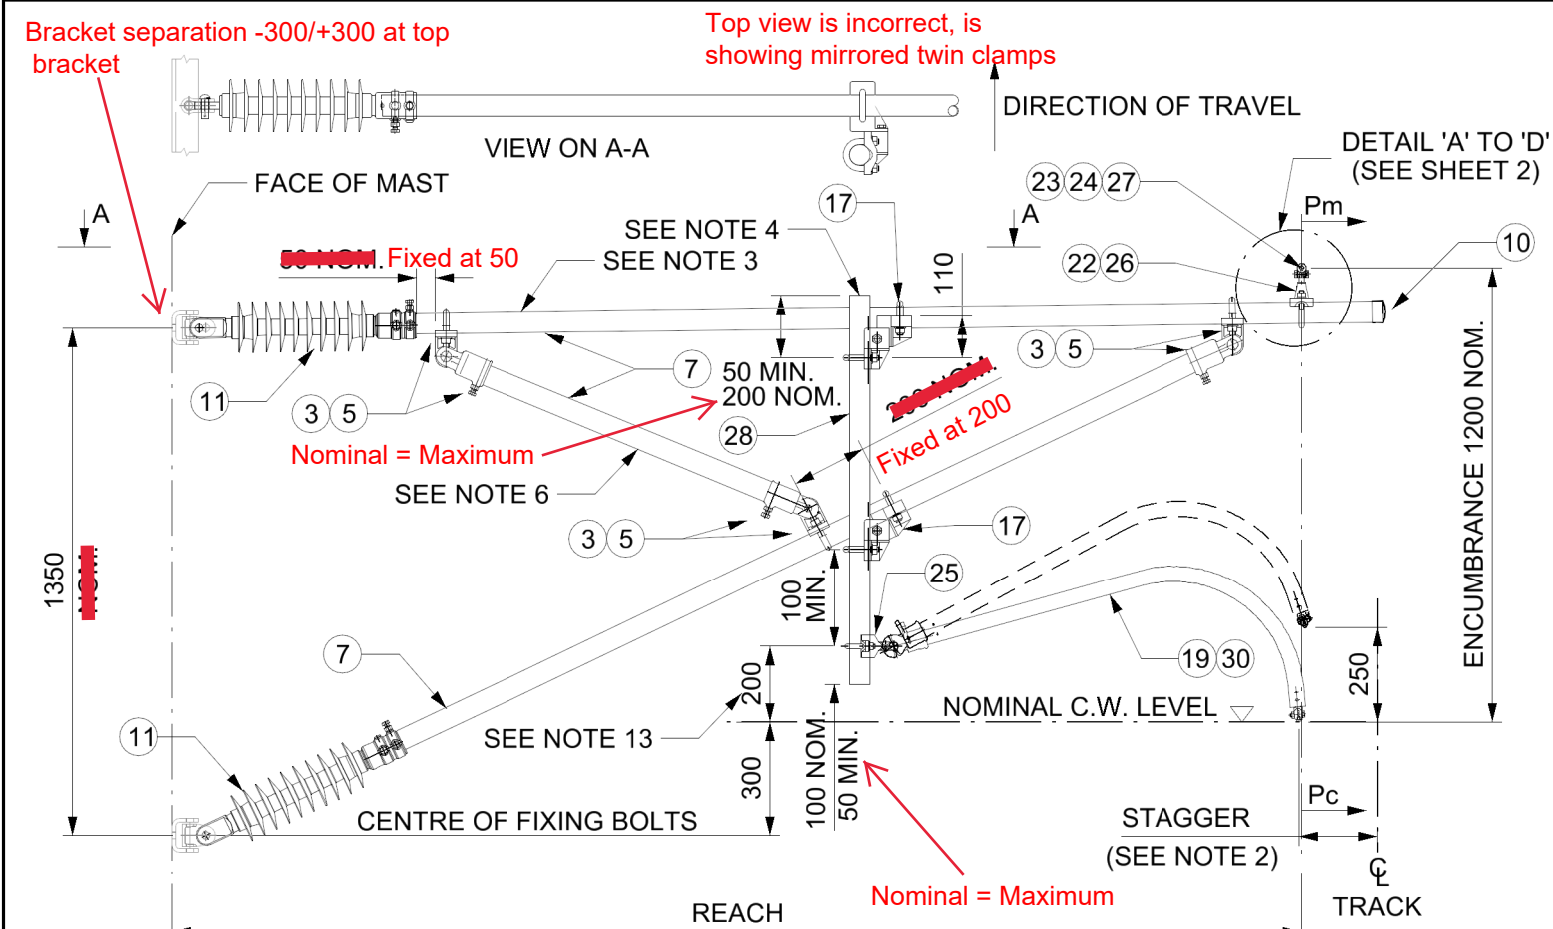 Bracket separation -300/+300 at top
bracket
Top view is incorrect, is
showing mirrored twin clamps
DIRECTION OF TRAVEL
VIEW ON A-A
DETAIL 'A' TO 'D'
(SEE SHEET 2)
FACE OF MAST
23 24 27
17
A
A
Pm
SEE NOTE 4
SEE NOTE 3
Fixed at 50
110
22 26
10
3 5
7
50 MIN.
200 NOM.
11
3 5
28
Fixed at 200
Nominal = Maximum
SEE NOTE 6
ENCUMBRANCE 1200 NOM.
3 5
17
1350
100
MIN.
25
7
19 30
250
200
NOMINAL C.W. LEVEL
11
SEE NOTE 13
300
100 NOM.
50 MIN.
CENTRE OF FIXING BOLTS
Pc
STAGGER
(SEE NOTE 2)
Nominal = Maximum
REACH
℄
TRACK